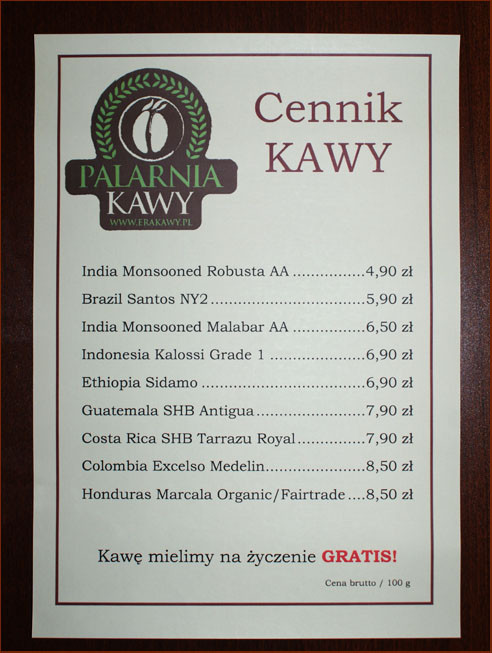 PALARNIA
KAWY
WWW.ERAKAWY.PL
Cennik
KAWY
India Monsooned Robusta AA ................4,90 zł
Brazil Santos NY2..................................5,90 zł
India Monsooned Malabar AA ................6,50 zł
Indonesia Kalossi Grade 1 .....................6,90 zł
Ethiopia Sidamo ....................................6,90 zł
Guatemala SHB Antigua........................7,90 zł
Costa Rica SHB Tarrazu Royal...............7,90 zł
Colombia Excelso Medelin......................8,50 zł
Honduras Marcala Organic/Fairtrade ....8,50 zł
Kawę mielimy na życzenie GRATIS!
Cena brutto / 100 g